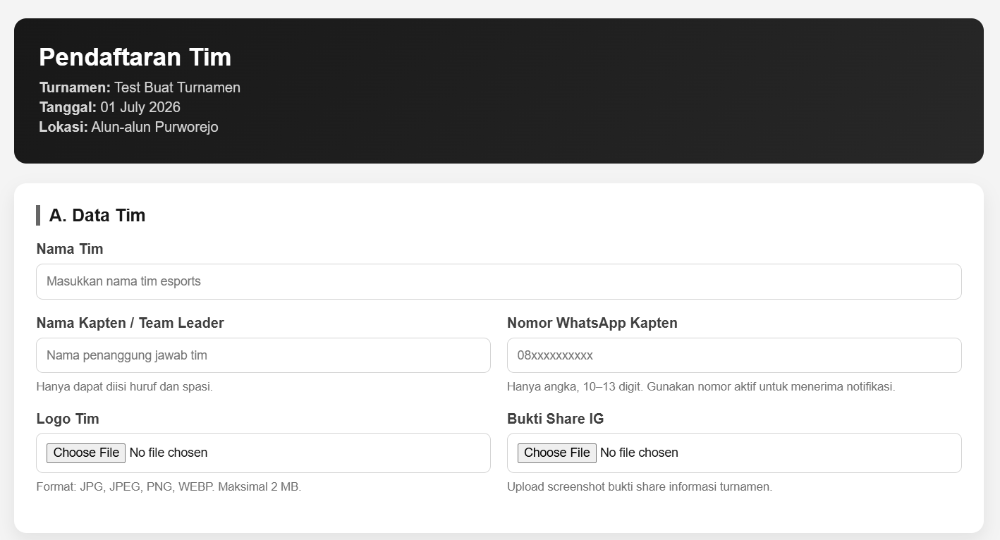 Pendaftaran Tim
Turnamen: Test Buat Turnamen
Tanggal: 01 July 2026
Lokasi: Alun-alun Purworejo
A. Data Tim
Nama Tim
Masukkan nama tim esports
Nama Kapten / Team Leader
Nama penanggung jawab tim
Hanya dapat diisi huruf dan spasi.
Nomor WhatsApp Kapten
08xxxxxxxxxx
Hanya angka, 10–13 digit. Gunakan nomor aktif untuk menerima notifikasi.
Logo Tim
Choose File No file chosen
Format: JPG, JPEG, PNG, WEBP. Maksimal 2 MB.
Bukti Share IG
Choose File No file chosen
Upload screenshot bukti share informasi turnamen.